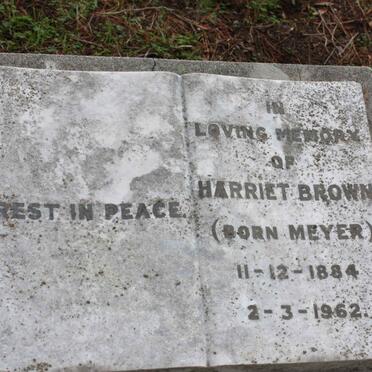 REST IN PEACE.
IN
LOVING MEMORY
OF
HARRIET BROWN
(BORN MEYER)
11-12-1884
2-3-1962.